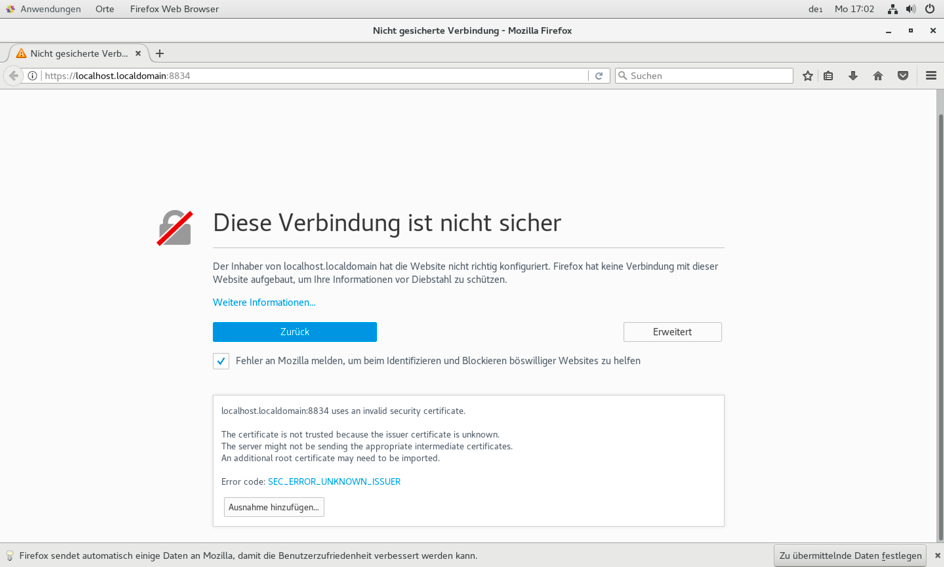 Anwendungen Orte Firefox Web Browser de₁ Mo 17:02
Nicht gesicherte Verbindung - Mozilla Firefox
Nicht gesicherte Verb...
https://localhost.localdomain:8834 Suchen
Diese Verbindung ist nicht sicher
Der Inhaber von localhost.localdomain hat die Website nicht richtig konfiguriert. Firefox hat keine Verbindung mit dieser
Website aufgebaut, um Ihre Informationen vor Diebstahl zu schützen.
Weitere Informationen...
Zurück Erweitert
Fehler an Mozilla melden, um beim Identifizieren und Blockieren böswilliger Websites zu helfen
localhost.localdomain:8834 uses an invalid security certificate.
The certificate is not trusted because the issuer certificate is unknown.
The server might not be sending the appropriate intermediate certificates.
An additional root certificate may need to be imported.
Error code: SEC_ERROR_UNKNOWN_ISSUER
Ausnahme hinzufügen...
Firefox sendet automatisch einige Daten an Mozilla, damit die Benutzerzufriedenheit verbessert werden kann. Zu übermittelnde Daten festlegen